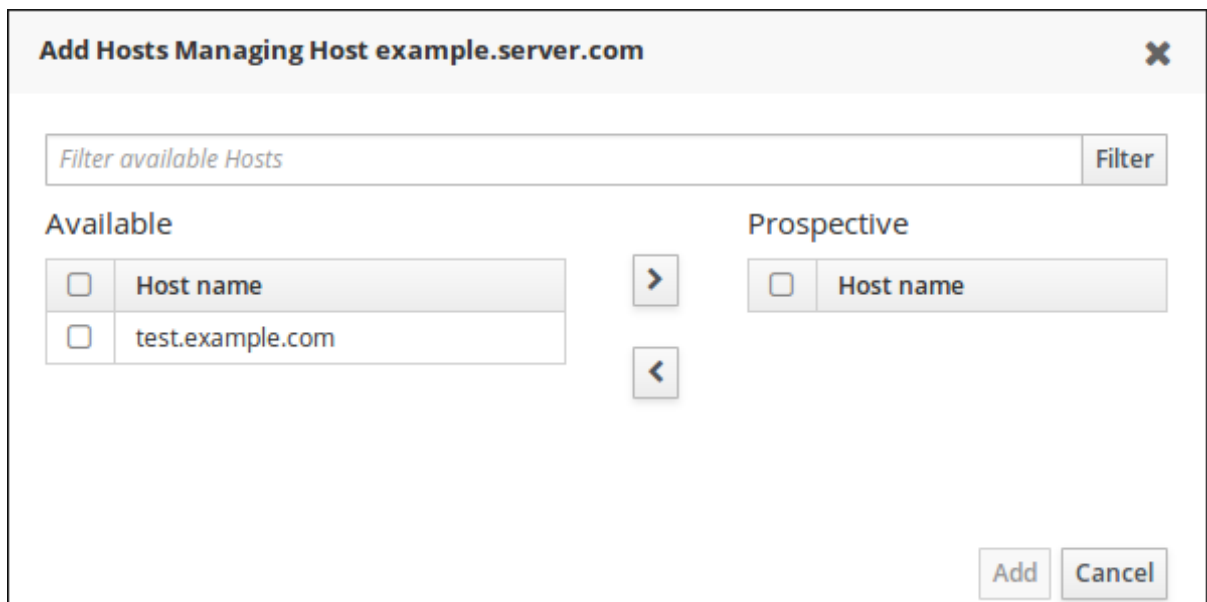 Add Hosts Managing Host example.server.com
Filter available Hosts
Filter
Available
Prospective
Host name
Host name
test.example.com
Add
Cancel